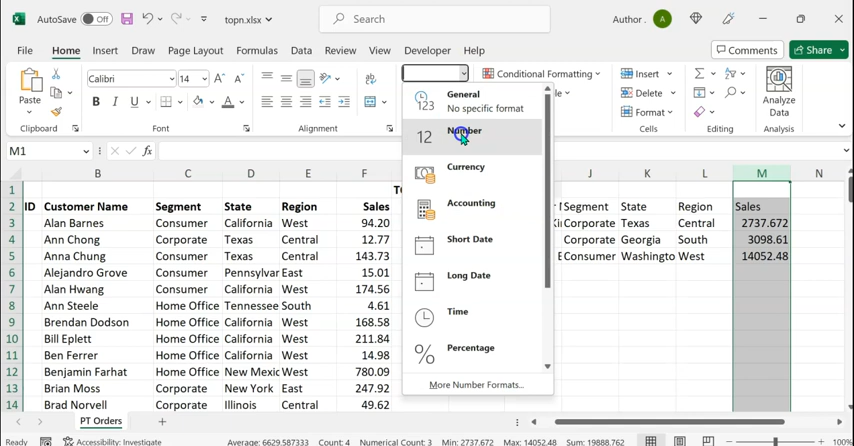 AutoSave Off topn.xlsx Search Author . A
File Home Insert Draw Page Layout Formulas Data Review View Developer Help Comments Share
Paste Calibri 14 B I U A Conditional Formatting Insert Delete Format Analyze Data
Clipboard Font Alignment Cells Editing Analysis
M1 fx
B C D E F J K L M N
General
No specific format
123
12 Number
Currency
Accounting
Short Date
Long Date
Time
% Percentage
More Number Formats...
1
2 ID Customer Name Segment State Region Sales Segment State Region Sales
3 Alan Barnes Consumer California West 94.20 Corporate Texas Central 2737.672
4 Ann Chong Corporate Texas Central 12.77 Corporate Georgia South 3098.61
5 Anna Chung Consumer Texas Central 143.73 Consumer Washingto West 14052.48
6 Alejandro Grove Consumer Pennsylvar East 15.01
7 Alan Hwang Consumer California West 174.56
8 Ann Steele Home Office Tennessee South 4.61
9 Brendan Dodson Home Office California West 168.58
10 Bill Eplett Home Office California West 211.84
11 Ben Ferrer Home Office California West 14.98
12 Benjamin Farhat Home Office New Mexic West 780.09
13 Brian Moss Corporate New York East 247.92
14 Brad Norvell Corporate Illinois Central 49.62
PT Orders
Ready Accessibility: Investigate Average: 6629.587333 Count: 4 Numerical Count: 3 Min: 2737.672 Max: 14052.48 Sum: 19888.762 100%